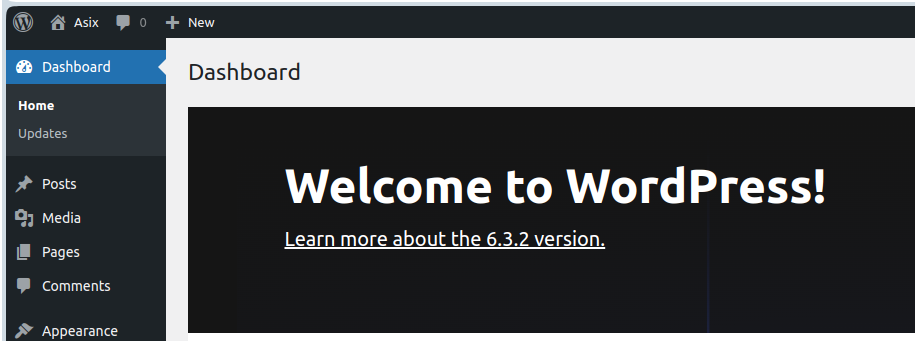 Asix 0 New
Dashboard
Home
Updates
Posts
Media
Pages
Comments
Appearance
Dashboard
Welcome to WordPress!
Learn more about the 6.3.2 version.